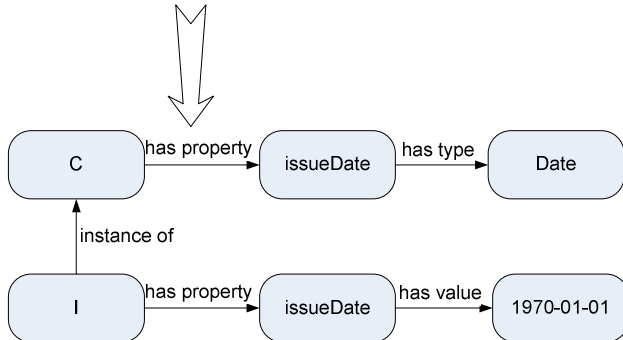 C
has property
issueDate
has type
Date
instance of
I
has property
issueDate
has value
1970-01-01